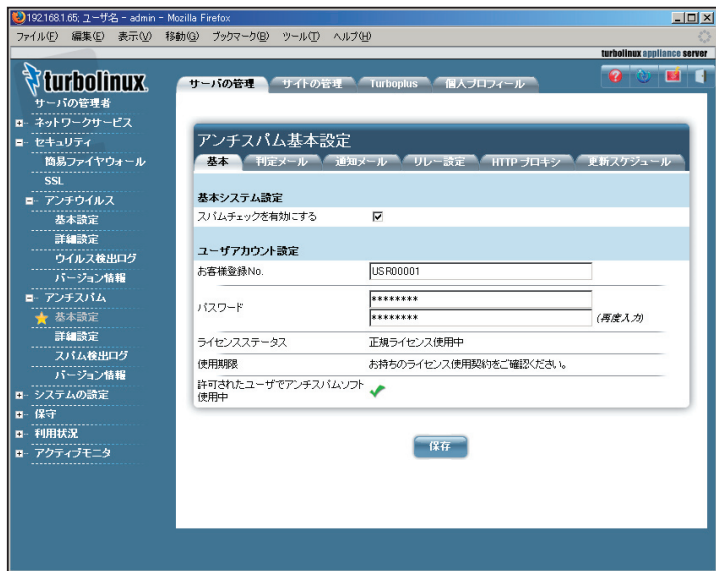 192.168.1.65; ユーザ名 - admin - Mozilla Firefox
ファイル(F) 編集(E) 表示(V) 移動(G) ブックマーク(B) ツール(T) ヘルプ(H)
turbolinux appliance server
turbolinux
サーバの管理 サイトの管理 Turboplus 個人プロフィール
サーバの管理者
ネットワークサービス
セキュリティ
簡易ファイヤウォール
SSL
アンチウイルス
基本設定
詳細設定
ウイルス検出ログ
バージョン情報
アンチスパム
基本設定
詳細設定
スパム検出ログ
バージョン情報
システムの設定
保守
利用状況
アクティブモニタ
アンチスパム基本設定
基本 判定メール 通知メール リレー設定 HTTPプロキシ 更新スケジュール
基本システム設定
スパムチェックを有効にする
ユーザアカウント設定
お客様登録No. USR00001
パスワード ********
******** (再度入力)
ライセンスステータス 正規ライセンス使用中
使用期限 お持ちのライセンス使用契約をご確認ください。
許可されたユーザでアンチスパムソフト
使用中
保存